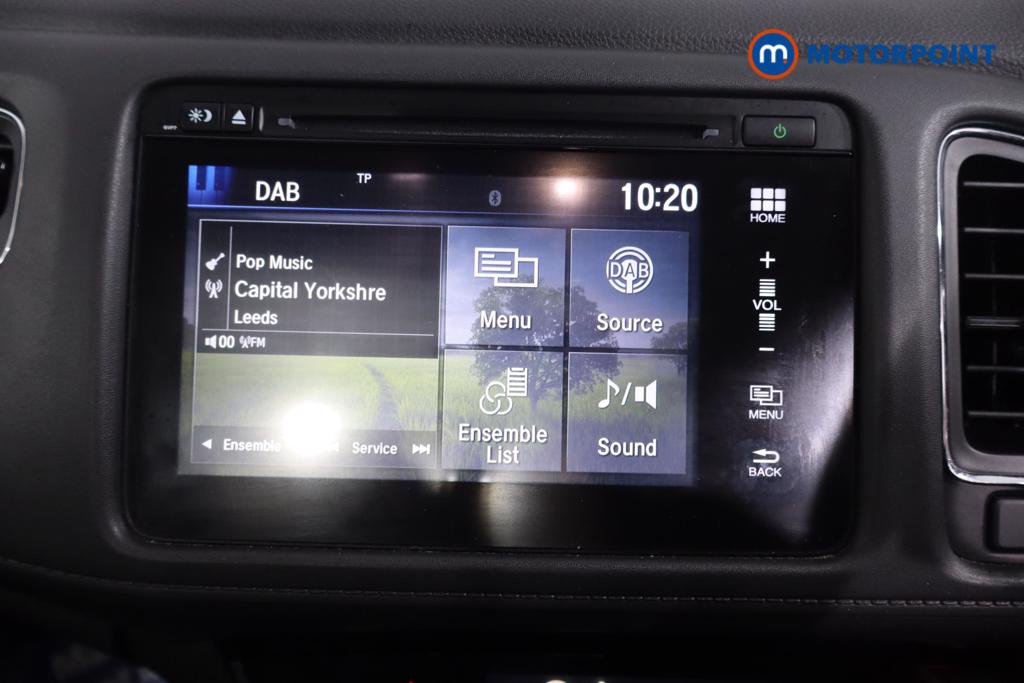 m MOTORPOINT
DAB
TP
10:20
HOME
Pop Music
Capital Yorkshre
Leeds
00 FM
Menu
DAB
Source
+
VOL
−
Ensemble
Service
Ensemble
List
Sound
MENU
BACK